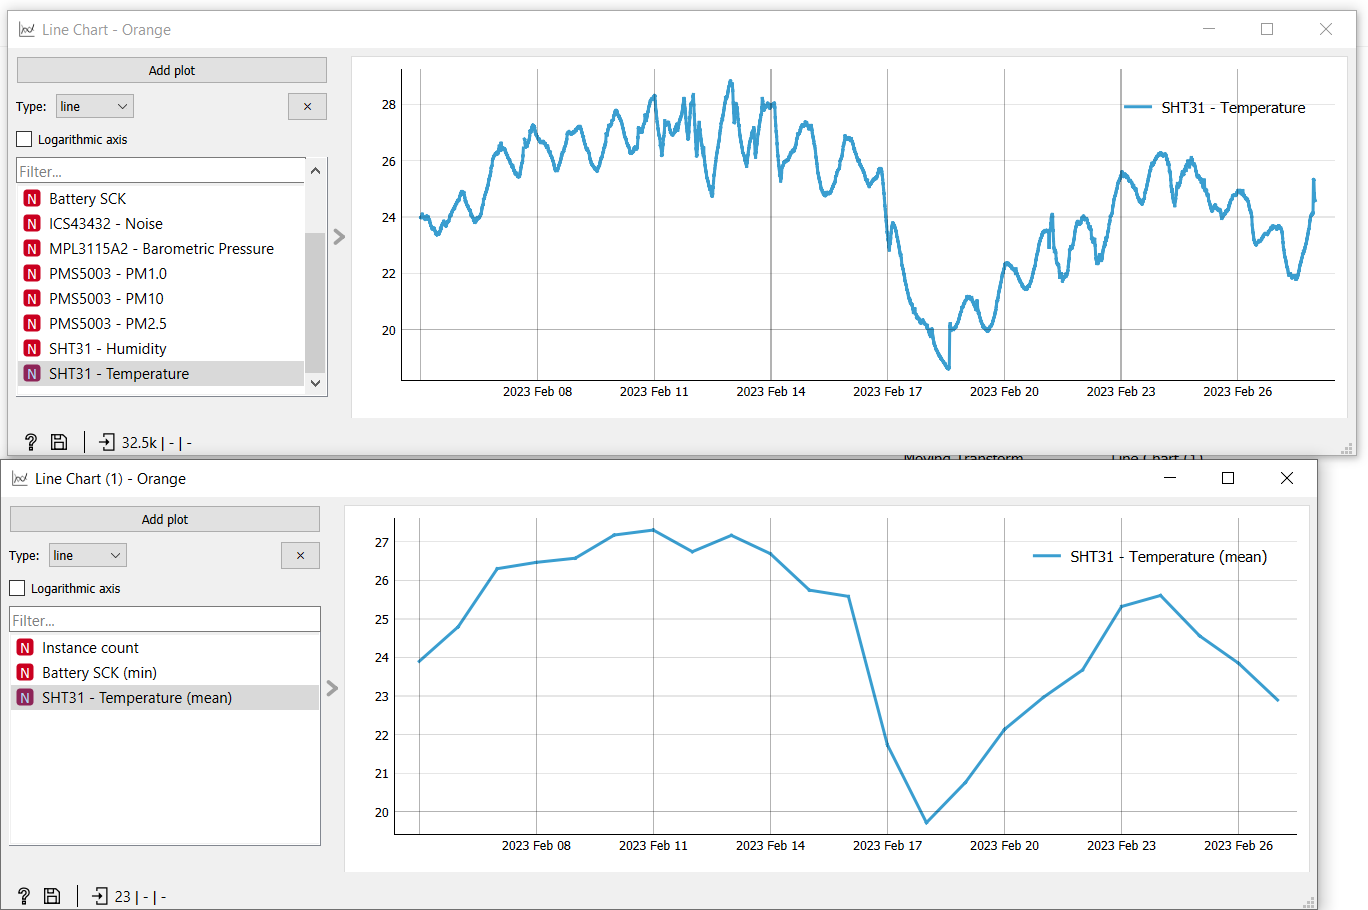 Line Chart - Orange
Add plot
Type: line ×
Logarithmic axis
Filter...
N Battery SCK
N ICS43432 - Noise
N MPL3115A2 - Barometric Pressure
N PMS5003 - PM1.0
N PMS5003 - PM10
N PMS5003 - PM2.5
N SHT31 - Humidity
N SHT31 - Temperature
? 32.5k | - | -
28
26
24
22
20
SHT31 - Temperature
2023 Feb 08 2023 Feb 11 2023 Feb 14 2023 Feb 17 2023 Feb 20 2023 Feb 23 2023 Feb 26
Moving Transform Line Chart (1)
Line Chart (1) - Orange
Add plot
Type: line ×
Logarithmic axis
Filter...
N Instance count
N Battery SCK (min)
N SHT31 - Temperature (mean)
? 23 | - | -
27
26
25
24
23
22
21
20
SHT31 - Temperature (mean)
2023 Feb 08 2023 Feb 11 2023 Feb 14 2023 Feb 17 2023 Feb 20 2023 Feb 23 2023 Feb 26